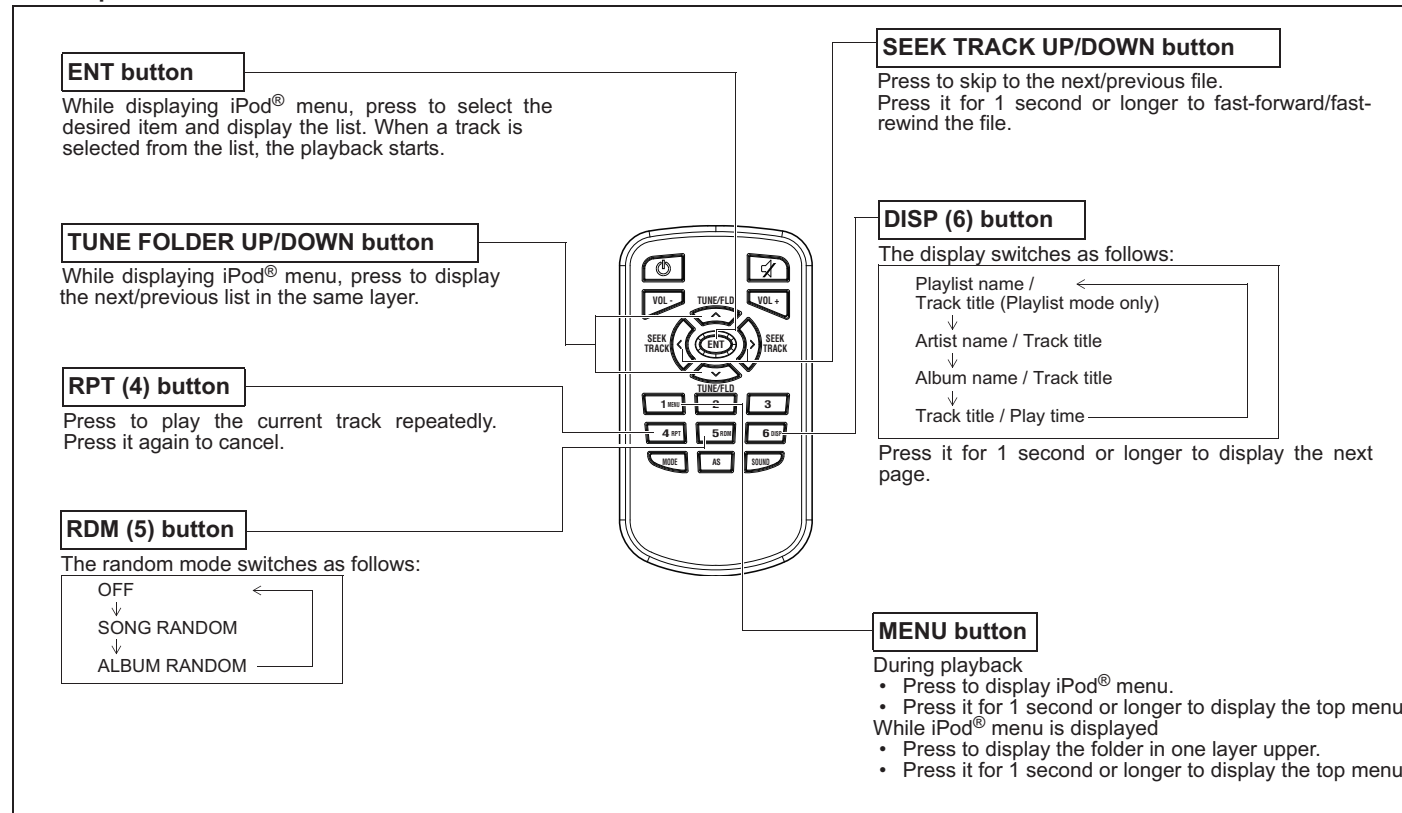 ENT button
While displaying iPod® menu, press to select the
desired item and display the list. When a track is
selected from the list, the playback starts.
TUNE FOLDER UP/DOWN button
While displaying iPod® menu, press to display
the next/previous list in the same layer.
RPT (4) button
Press to play the current track repeatedly.
Press it again to cancel.
RDM (5) button
The random mode switches as follows:
OFF
SONG RANDOM
ALBUM RANDOM
VOL -
TUNE/FLD
VOL +
SEEK
TRACK
ENT
SEEK
TRACK
TUNE/FLD
1 MENU
2
3
4 RPT
5 RDM
6 DISP
MODE
AS
SOUND
SEEK TRACK UP/DOWN button
Press to skip to the next/previous file.
Press it for 1 second or longer to fast-forward/fast-
rewind the file.
DISP (6) button
The display switches as follows:
Playlist name /
Track title (Playlist mode only)
Artist name / Track title
Album name / Track title
Track title / Play time
Press it for 1 second or longer to display the next
page.
MENU button
During playback
• Press to display iPod® menu.
• Press it for 1 second or longer to display the top menu
While iPod® menu is displayed
• Press to display the folder in one layer upper.
• Press it for 1 second or longer to display the top menu